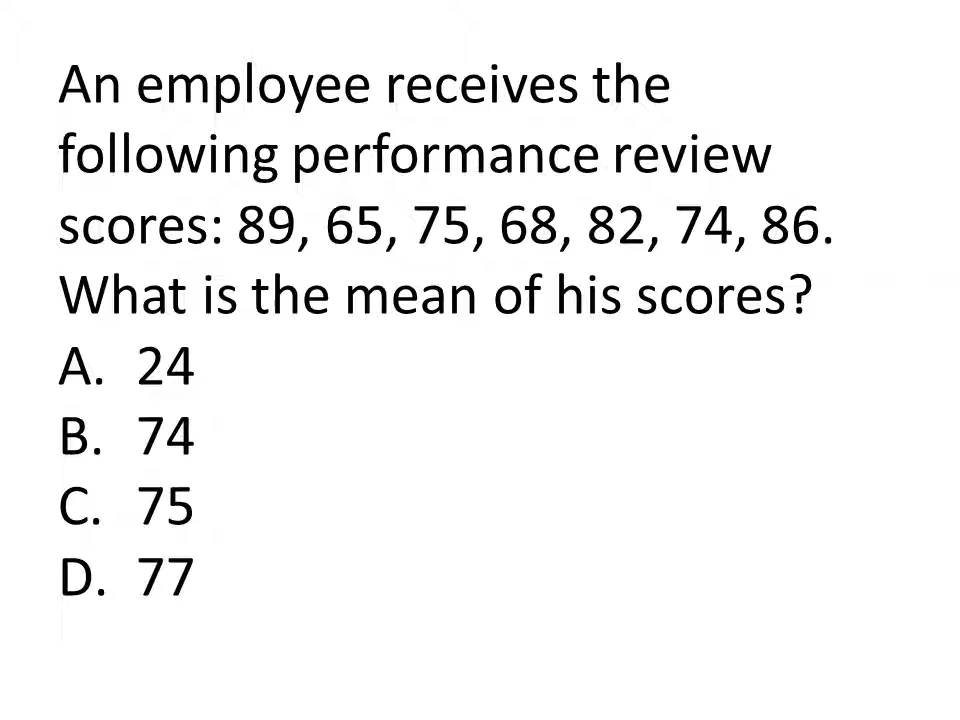 An employee receives the
following performance review
scores: 89, 65, 75, 68, 82, 74, 86.
What is the mean of his scores?
A. 24
B. 74
C. 75
D. 77